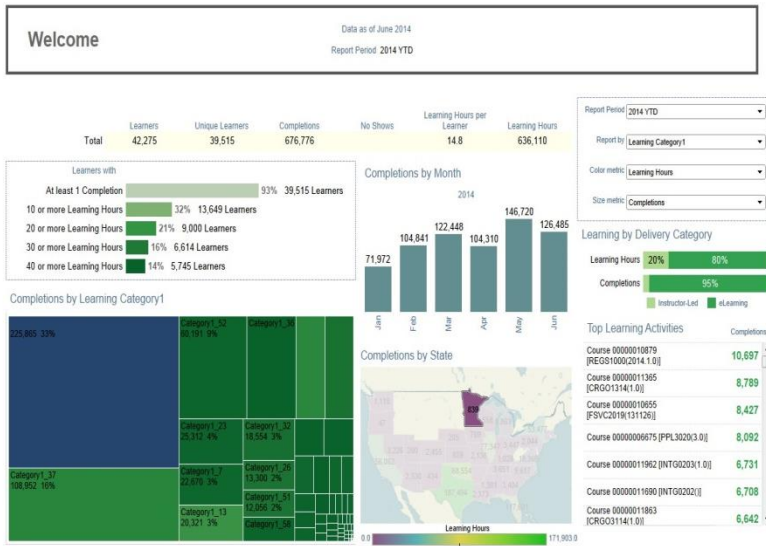 Welcome
Data as of June 2014
Report Period 2014 YTD
Learners
Unique Learners
Completions
No Shows
Learning Hours per Learner
Learning Hours
Total 42,275 39,515 676,776 14.8 636,110
Report Period 2014 YTD
Report by Learning Category1
Color metric Learning Hours
Size metric Completions
Learners with
At least 1 Completion 93% 39,515 Learners
10 or more Learning Hours 32% 13,649 Learners
20 or more Learning Hours 21% 9,000 Learners
30 or more Learning Hours 16% 6,614 Learners
40 or more Learning Hours 14% 5,745 Learners
Completions by Month
2014
71,972
104,841
122,448
104,310
146,720
126,485
Jan
Feb
Mar
Apr
May
Jun
Learning by Delivery Category
Learning Hours 20% 80%
Completions 95%
Instructor-Led eLearning
Completions by Learning Category1
225,865 33%
Category1_37
108,952 16%
Category1_52
60,191 9%
Category1_36
Category1_23
25,312 4%
Category1_32
18,554 3%
Category1_7
22,670 3%
Category1_26
13,300 2%
Category1_51
12,056 2%
Category1_13
20,321 3%
Category1_58
Completions by State
830
Learning Hours
0.0 171,903.0
Top Learning Activities
Completions
Course 00000010879
[REGS1000(2014.1.0)]
10,697
Course 00000011365
[CRGO1314(1.0)]
8,789
Course 00000010655
[FSVC2019(131126)]
8,427
Course 00000006675 [PPL3020(3.0)] 8,092
Course 00000011962 [INTG0203(1.0)] 6,731
Course 00000011690 [INTG0202()] 6,708
Course 00000011863
[CRGO3114(1.0)]
6,642